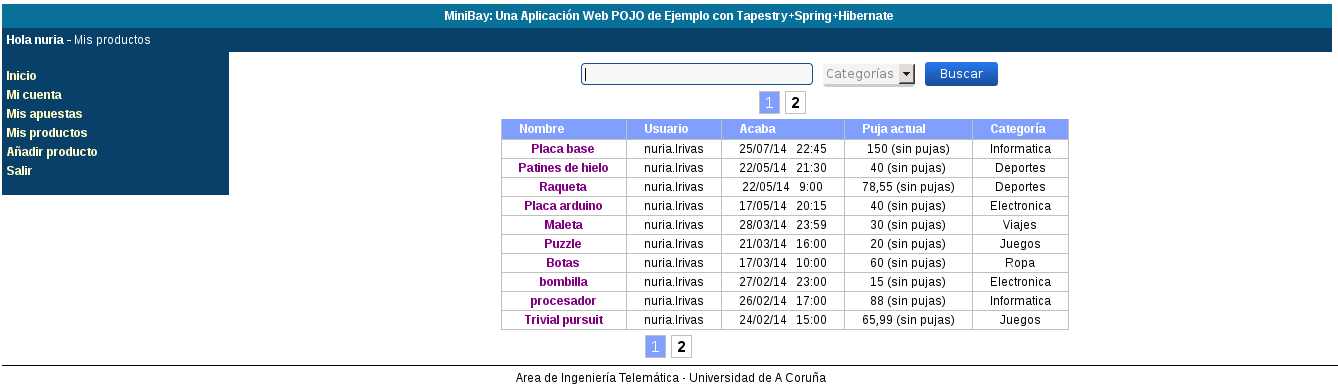 MiniBay: Una Aplicación Web POJO de Ejemplo con Tapestry+Spring+Hibernate
Hola nuria - Mis productos
Inicio
Mi cuenta
Mis apuestas
Mis productos
Añadir producto
Salir
Categorías Buscar
1 2
Nombre Usuario Acaba Puja actual Categoría
Placa base nuria.lrivas 25/07/14 22:45 150 (sin pujas) Informatica
Patines de hielo nuria.lrivas 22/05/14 21:30 40 (sin pujas) Deportes
Raqueta nuria.lrivas 22/05/14 9:00 78,55 (sin pujas) Deportes
Placa arduino nuria.lrivas 17/05/14 20:15 40 (sin pujas) Electronica
Maleta nuria.lrivas 28/03/14 23:59 30 (sin pujas) Viajes
Puzzle nuria.lrivas 21/03/14 16:00 20 (sin pujas) Juegos
Botas nuria.lrivas 17/03/14 10:00 60 (sin pujas) Ropa
bombilla nuria.lrivas 27/02/14 23:00 15 (sin pujas) Electronica
procesador nuria.lrivas 26/02/14 17:00 88 (sin pujas) Informatica
Trivial pursuit nuria.lrivas 24/02/14 15:00 65,99 (sin pujas) Juegos
1 2
Area de Ingeniería Telemática - Universidad de A Coruña